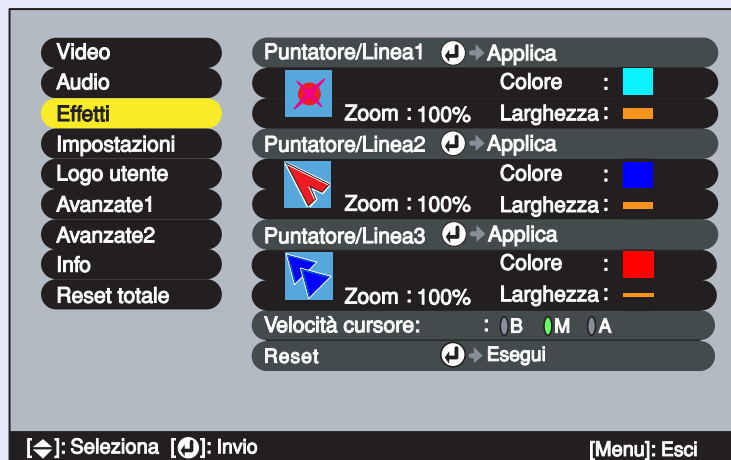 Video
Audio
Effetti
Impostazioni
Logo utente
Avanzate1
Avanzate2
Info
Reset totale
Puntatore/Linea1 Applica
Colore :
Zoom : 100% Larghezza :
Puntatore/Linea2 Applica
Colore :
Zoom : 100% Larghezza :
Puntatore/Linea3 Applica
Colore :
Zoom : 100% Larghezza :
Velocità cursore: : B M A
Reset Esegui
[ ]: Seleziona [ ]: Invio
[Menu]: Esci